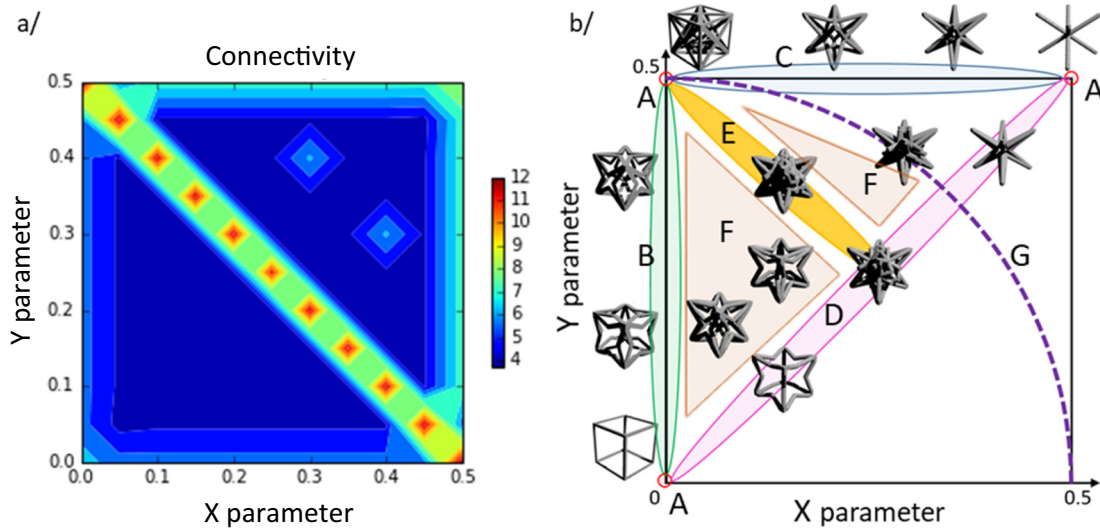 a/
Connectivity
0.5
0.4
0.3
0.2
0.1
0.0
0.0
0.1
0.2
0.3
0.4
0.5
Y parameter
X parameter
12
11
10
9
8
7
6
5
4
b/
0.5
C
A
A
E
F
F
B
G
D
Y parameter
0
A
X parameter
0.5